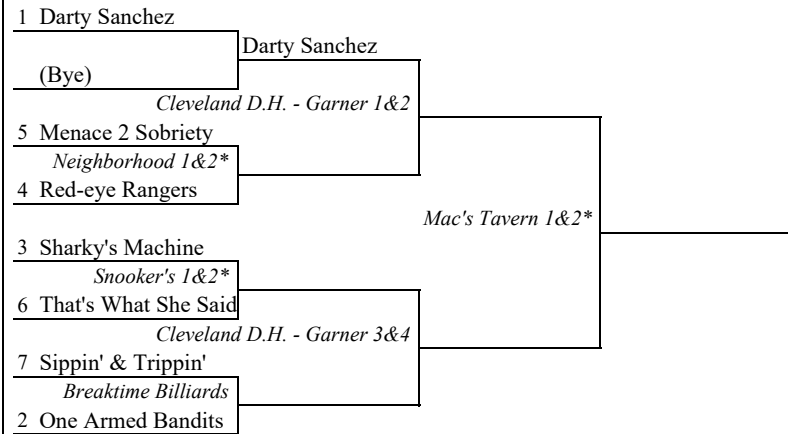 1 Darty Sanchez
Darty Sanchez
(Bye)
Cleveland D.H. - Garner 1&2
5 Menace 2 Sobriety
Neighborhood 1&2*
4 Red-eye Rangers
Mac's Tavern 1&2*
3 Sharky's Machine
Snooker's 1&2*
6 That's What She Said
Cleveland D.H. - Garner 3&4
7 Sippin' & Trippin'
Breaktime Billiards
2 One Armed Bandits